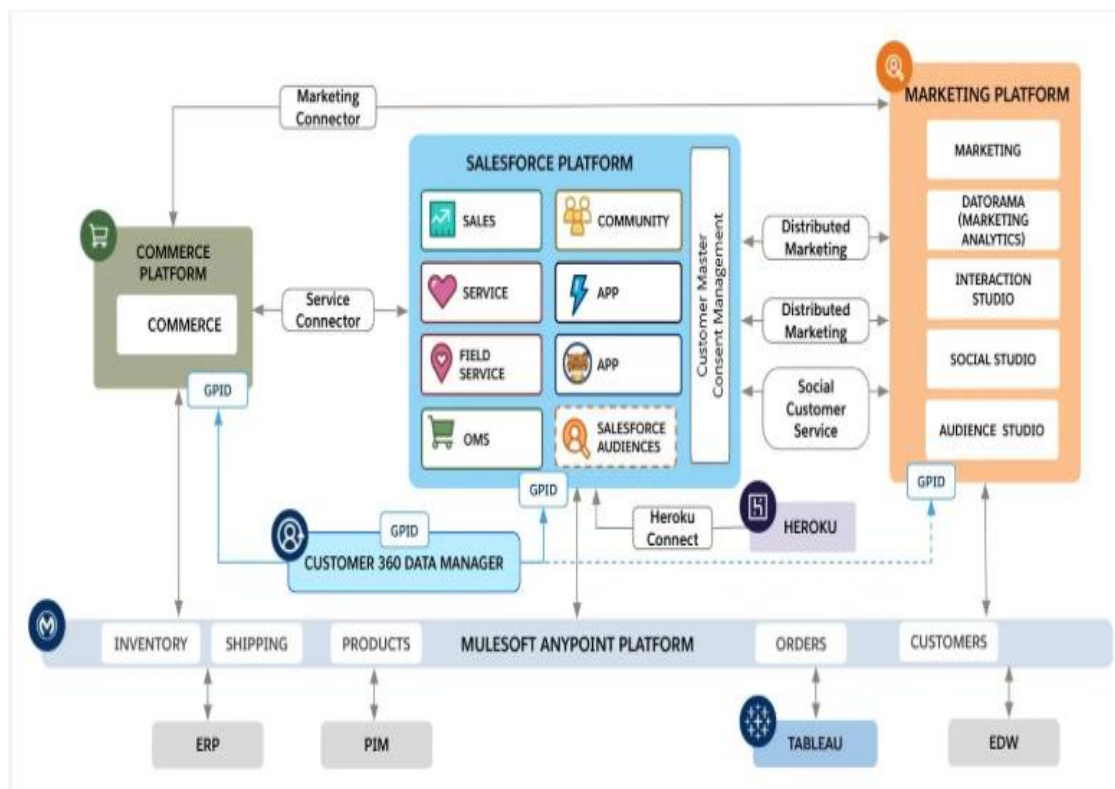 Marketing
Connector
MARKETING PLATFORM
MARKETING
DATORAMA
(MARKETING
ANALYTICS)
INTERACTION
STUDIO
SOCIAL STUDIO
AUDIENCE STUDIO
GPID
SALESFORCE PLATFORM
SALES
COMMUNITY
SERVICE
APP
FIELD
SERVICE
APP
OMS
SALESFORCE
AUDIENCES
Customer Master
Consent Management
GPID
Distributed
Marketing
Distributed
Marketing
Social
Customer
Service
COMMERCE
PLATFORM
COMMERCE
GPID
Service
Connector
GPID
CUSTOMER 360 DATA MANAGER
Heroku
Connect
HEROKU
INVENTORY
SHIPPING
PRODUCTS
MULESOFT ANYPOINT PLATFORM
ORDERS
CUSTOMERS
ERP
PIM
TABLEAU
EDW